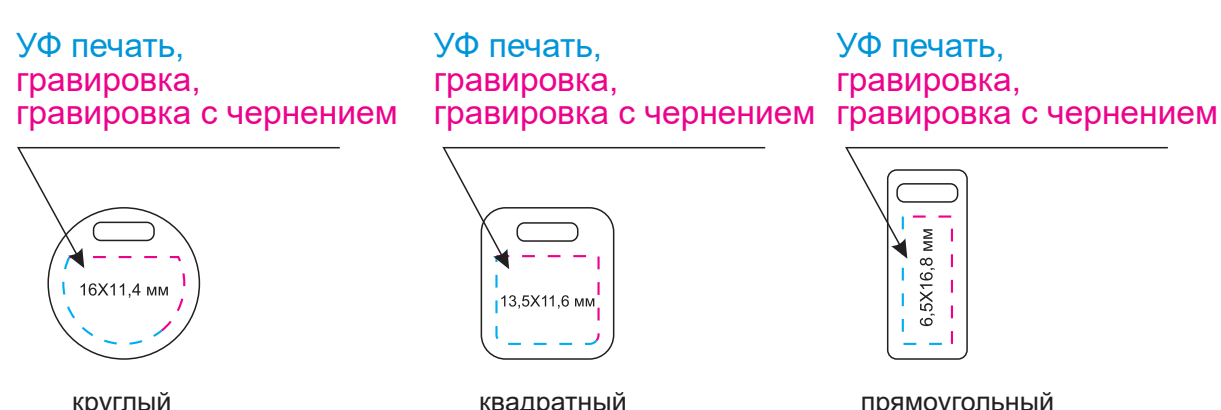 УФ печать,
гравировка,
гравировка с чернением
16Х11,4 мм
круглый
УФ печать,
гравировка,
гравировка с чернением
13,5Х11,6 мм
квадратный
УФ печать,
гравировка,
гравировка с чернением
6,5Х16,8 мм
прямоугольный